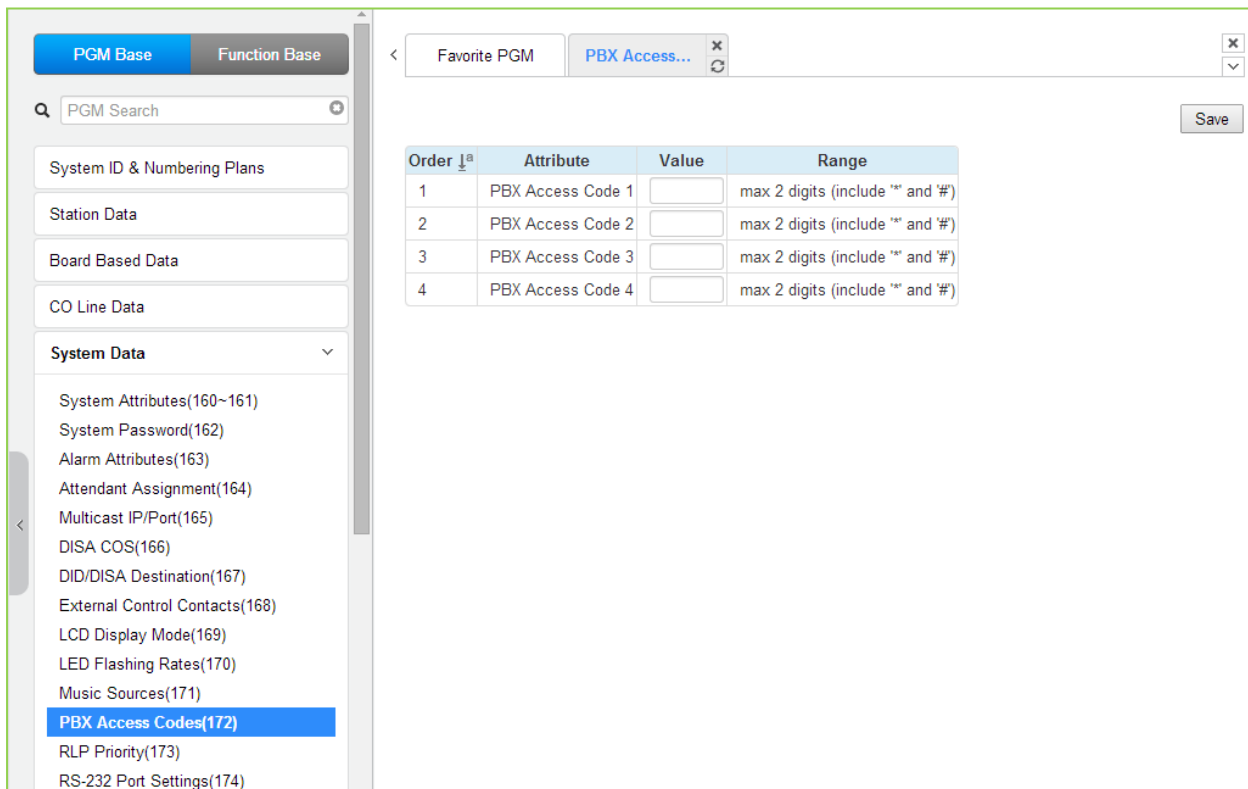 PGM Base
Function Base
PGM Search
System ID & Numbering Plans
Station Data
Board Based Data
CO Line Data
System Data
System Attributes(160~161)
System Password(162)
Alarm Attributes(163)
Attendant Assignment(164)
Multicast IP/Port(165)
DISA COS(166)
DID/DISA Destination(167)
External Control Contacts(168)
LCD Display Mode(169)
LED Flashing Rates(170)
Music Sources(171)
PBX Access Codes(172)
RLP Priority(173)
RS-232 Port Settings(174)
Favorite PGM
PBX Access...
Save
Order Attribute Value Range
1 PBX Access Code 1 max 2 digits (include '*' and '#')
2 PBX Access Code 2 max 2 digits (include '*' and '#')
3 PBX Access Code 3 max 2 digits (include '*' and '#')
4 PBX Access Code 4 max 2 digits (include '*' and '#')